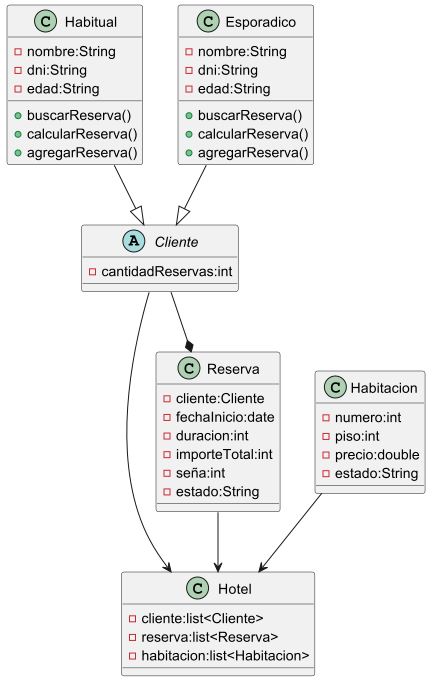 C Habitual
nombre:String
dni:String
edad:String
buscarReserva()
calcularReserva()
agregarReserva()
C Esporadico
nombre:String
dni:String
edad:String
buscarReserva()
calcularReserva()
agregarReserva()
A Cliente
cantidadReservas:int
C Reserva
cliente:Cliente
fechaInicio:date
duracion:int
importeTotal:int
seña:int
estado:String
C Habitacion
numero:int
piso:int
precio:double
estado:String
C Hotel
cliente:list<Cliente>
reserva:list<Reserva>
habitacion:list<Habitacion>